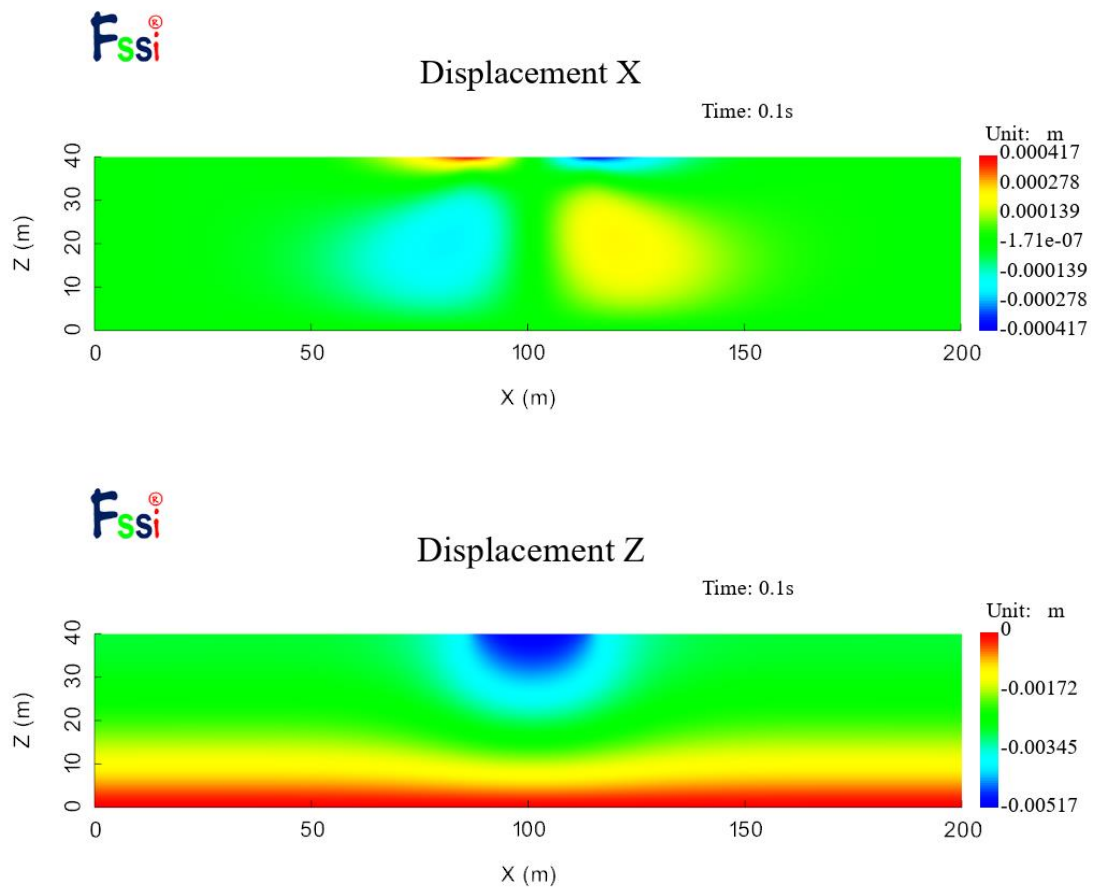 Fssi®
Displacement X
Time: 0.1s
Unit: m
0.000417
0.000278
0.000139
-1.71e-07
-0.000139
-0.000278
-0.000417
40
30
20
10
0
Z (m)
0 50 100 150 200
X (m)
Fssi®
Displacement Z
Time: 0.1s
Unit: m
0
-0.00172
-0.00345
-0.00517
40
30
20
10
0
Z (m)
0 50 100 150 200
X (m)